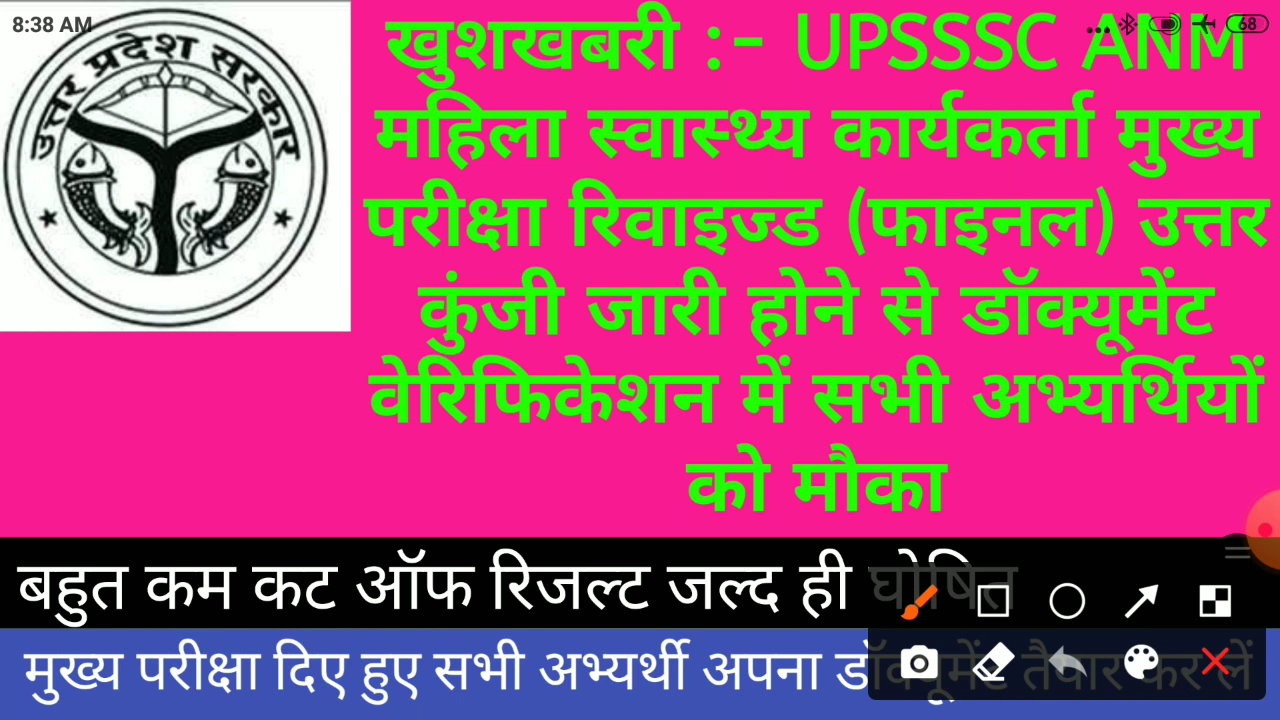 8:38 AM
68
उत्तर प्रदेश सरकार
खुशखबरी :- UPSSSC ANM
महिला स्वास्थ्य कार्यकर्ता मुख्य
परीक्षा रिवाइज्ड (फाइनल) उत्तर
कुंजी जारी होने से डॉक्यूमेंट
वेरिफिकेशन में सभी अभ्यर्थियों
को मौका
बहुत कम कट ऑफ रिजल्ट जल्द ही घोषित
मुख्य परीक्षा दिए हुए सभी अभ्यर्थी अपना डॉक्यूमेंट तैयार कर लें